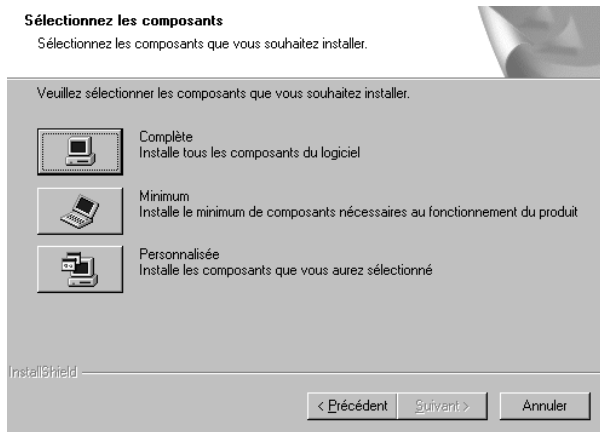 Sélectionnez les composants
Sélectionnez les composants que vous souhaitez installer.
Veuillez sélectionner les composants que vous souhaitez installer.
Complète
Installe tous les composants du logiciel
Minimum
Installe le minimum de composants nécessaires au fonctionnement du produit
Personnalisée
Installe les composants que vous aurez sélectionné
InstallShield
< Précédent Suivant > Annuler